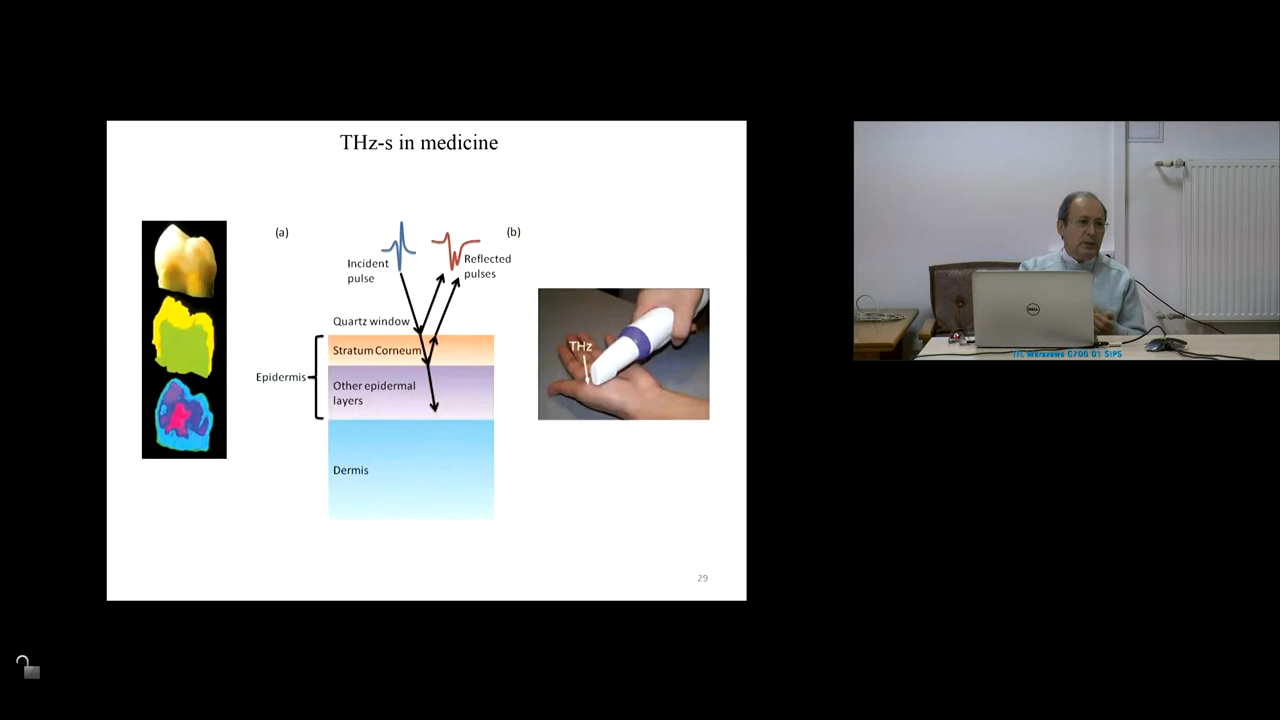 THz-s in medicine
(a)
(b)
Incident
pulse
Reflected
pulses
Quartz window
Stratum Corneum
Epidermis
Other epidermal
layers
Dermis
THz
29
DELL
ITL Warszawa G700 01 SIPS